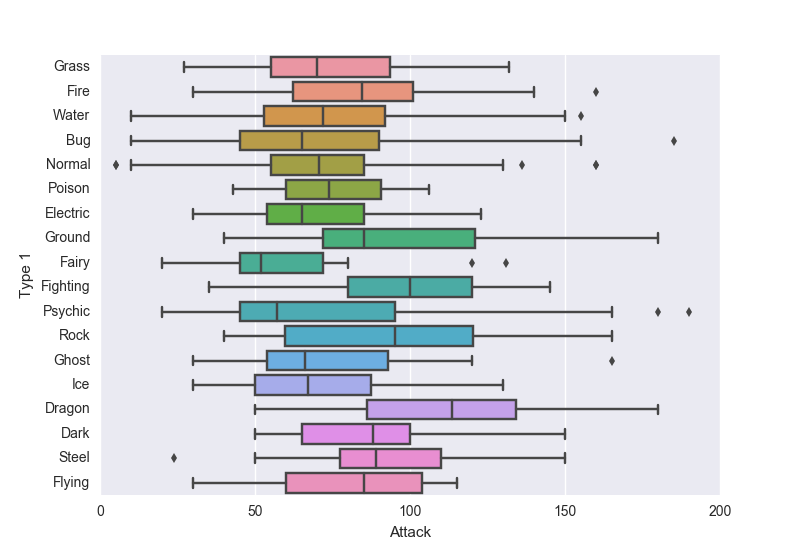 Grass
Fire
Water
Bug
Normal
Poison
Electric
Ground
Fairy
Fighting
Psychic
Rock
Ghost
Ice
Dragon
Dark
Steel
Flying
Type 1
0 50 100 150 200
Attack